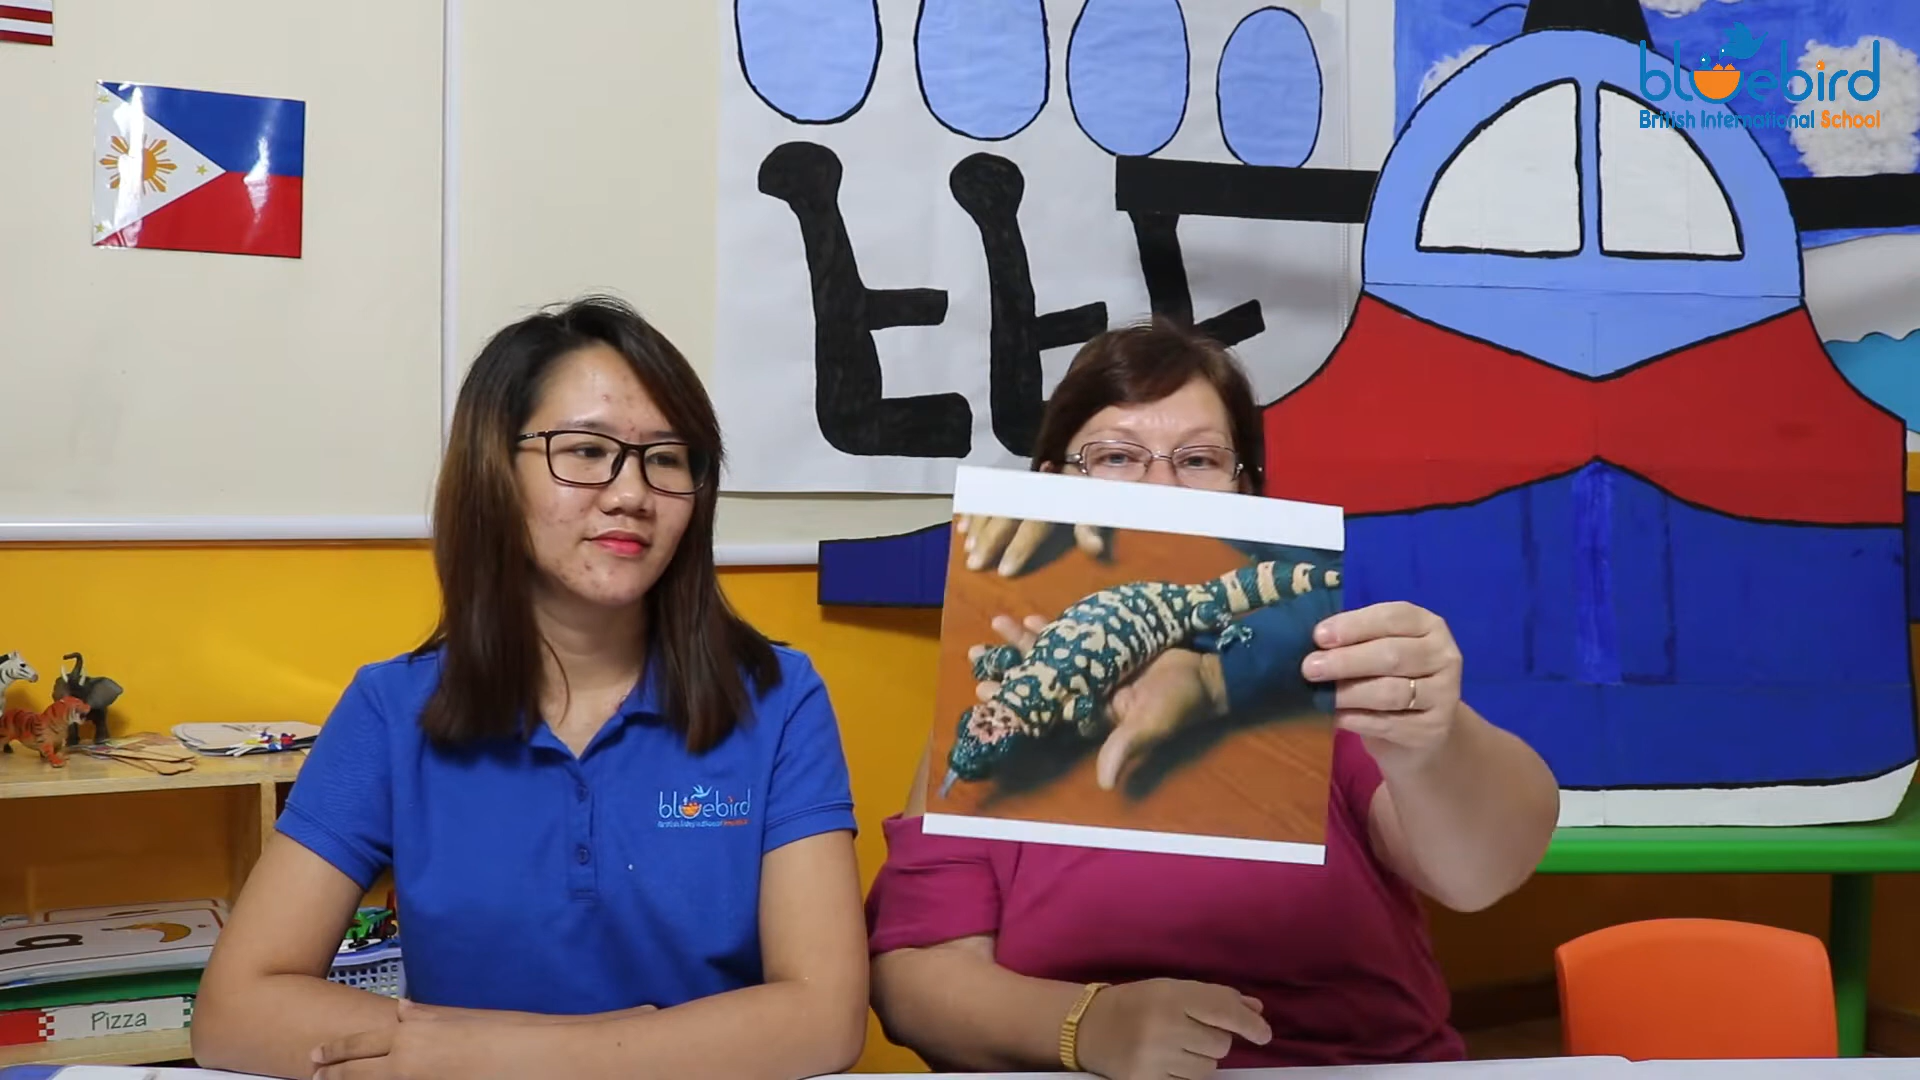 bluebird
British International School
bluebird
Pizza
a